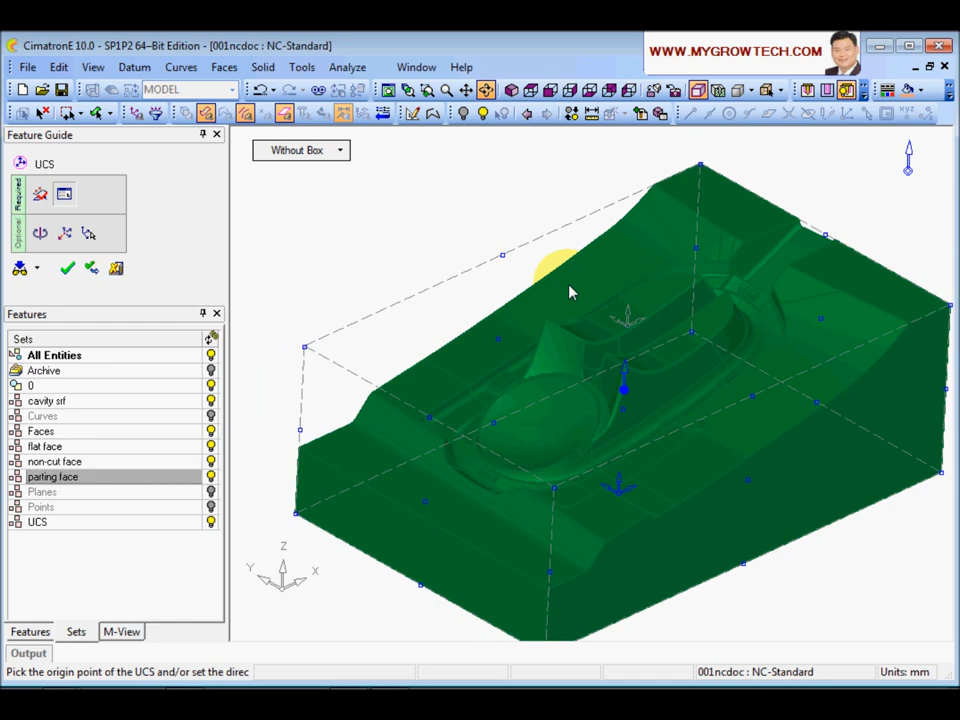 CimatronE 10.0 - SP1P2 64-Bit Edition - [001ncdoc : NC-Standard]
WWW.MYGROWTECH.COM
File Edit View Datum Curves Faces Solid Tools Analyze Window Help
MODEL
Feature Guide
UCS
Required
Optional
Without Box
Features
Sets
All Entities
Archive
0
cavity srf
Curves
Faces
flat face
non-cut face
parting face
Planes
Points
UCS
Z
Y
X
Features Sets M-View
Output
Pick the origin point of the UCS and/or set the direc
001ncdoc : NC-Standard
Units: mm